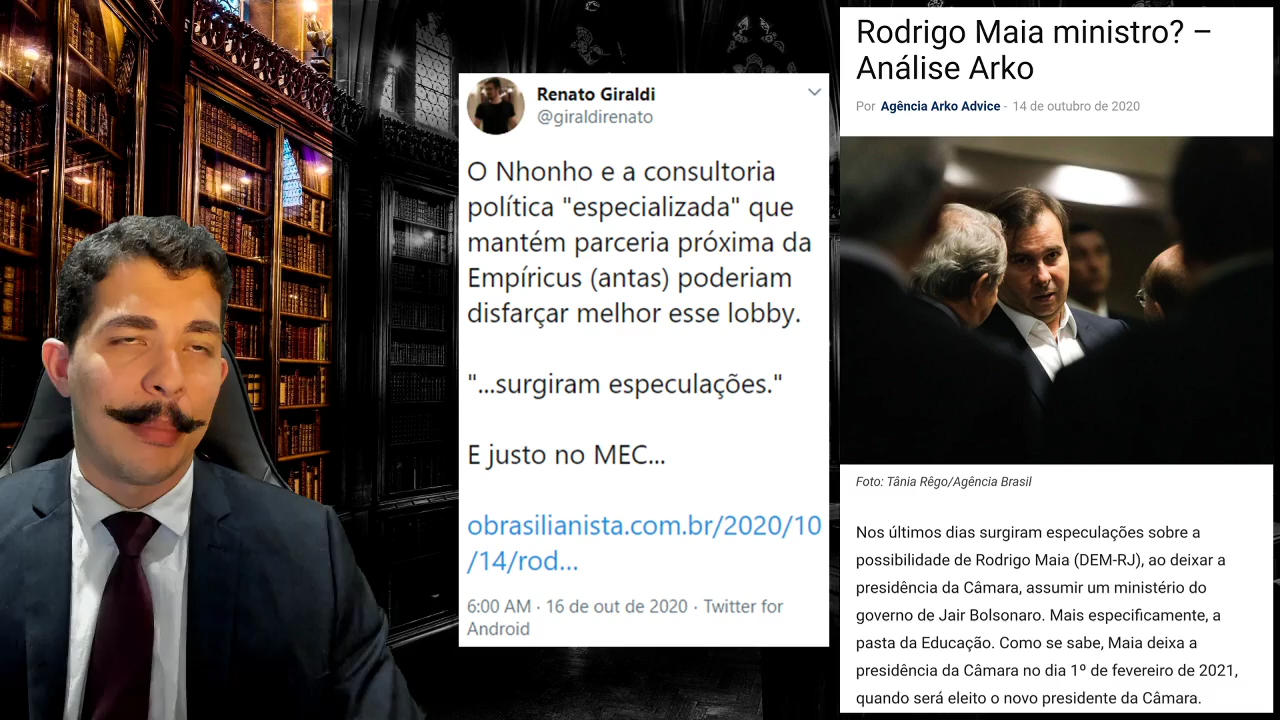 Renato Giraldi
@giraldirenato
O Nhonho e a consultoria
política "especializada" que
mantém parceria próxima da
Empíricus (antas) poderiam
disfarçar melhor esse lobby.
"...surgiram especulações."
E justo no MEC...
obrasilianista.com.br/2020/10
/14/rod...
6:00 AM · 16 de out de 2020 · Twitter for
Android
Rodrigo Maia ministro? –
Análise Arko
Por Agência Arko Advice - 14 de outubro de 2020
Foto: Tânia Rêgo/Agência Brasil
Nos últimos dias surgiram especulações sobre a
possibilidade de Rodrigo Maia (DEM-RJ), ao deixar a
presidência da Câmara, assumir um ministério do
governo de Jair Bolsonaro. Mais especificamente, a
pasta da Educação. Como se sabe, Maia deixa a
presidência da Câmara no dia 1º de fevereiro de 2021,
quando será eleito o novo presidente da Câmara.